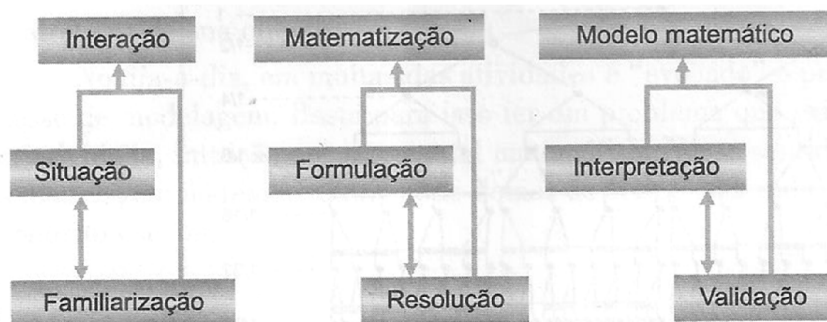 Interação
Matematização
Modelo matemático
Situação
Formulação
Interpretação
Familiarização
Resolução
Validação